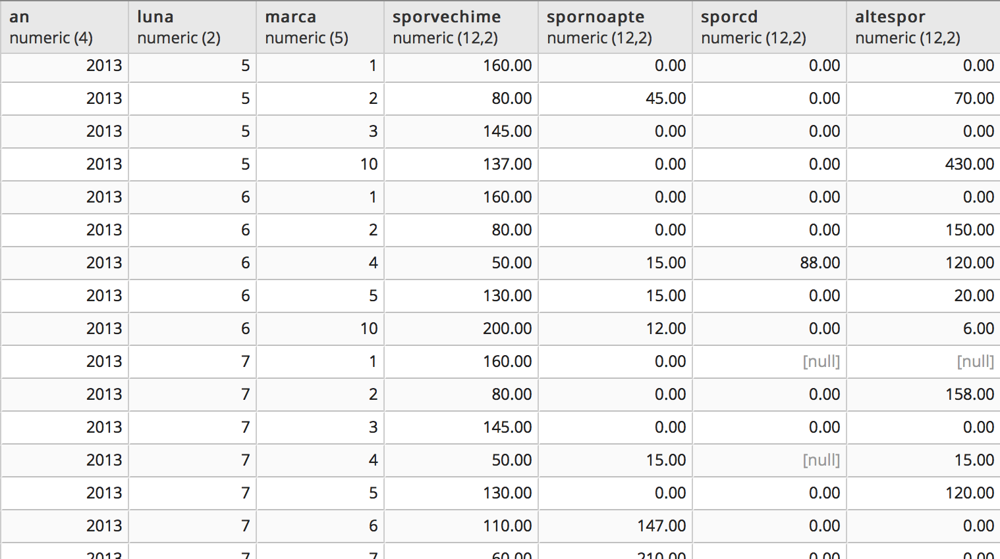 an luna marca sporvechime spornoapte sporcd altespor
numeric (4) numeric (2) numeric (5) numeric (12,2) numeric (12,2) numeric (12,2) numeric (12,2)
2013 5 1 160.00 0.00 0.00 0.00
2013 5 2 80.00 45.00 0.00 70.00
2013 5 3 145.00 0.00 0.00 0.00
2013 5 10 137.00 0.00 0.00 430.00
2013 6 1 160.00 0.00 0.00 0.00
2013 6 2 80.00 0.00 0.00 150.00
2013 6 4 50.00 15.00 88.00 120.00
2013 6 5 130.00 15.00 0.00 20.00
2013 6 10 200.00 12.00 0.00 6.00
2013 7 1 160.00 0.00 [null] [null]
2013 7 2 80.00 0.00 0.00 158.00
2013 7 3 145.00 0.00 0.00 0.00
2013 7 4 50.00 15.00 [null] 15.00
2013 7 5 130.00 0.00 0.00 120.00
2013 7 6 110.00 147.00 0.00 0.00
2013 7 7 60.00 210.00 0.00 0.00